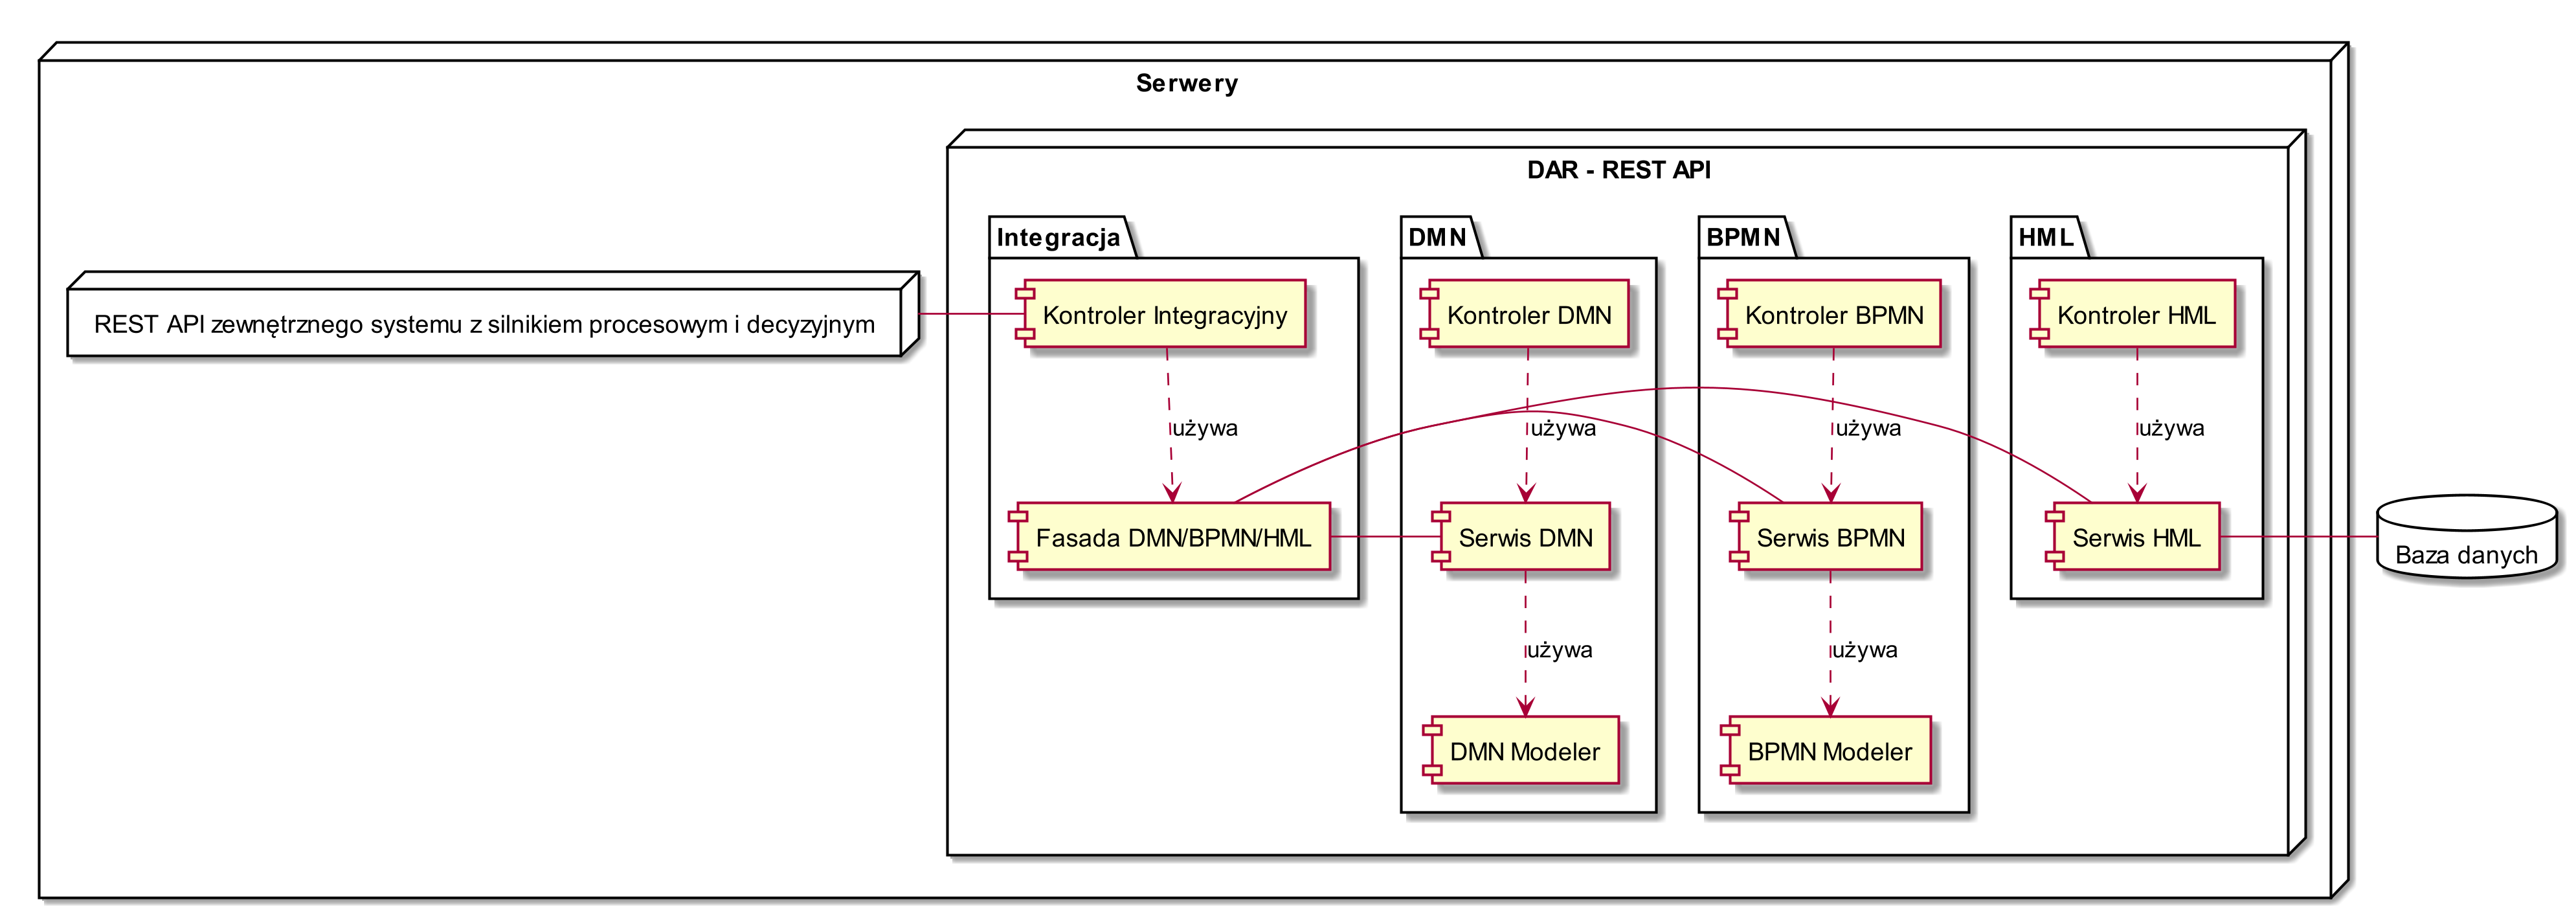 Serwery
DAR - REST API
Integracja
DMN
BPMN
HML
REST API zewnętrznego systemu z silnikiem procesowym i decyzyjnym
Kontroler Integracyjny
Kontroler DMN
Kontroler BPMN
Kontroler HML
używa
używa
używa
używa
Fasada DMN/BPMN/HML
Serwis DMN
Serwis BPMN
Serwis HML
Baza danych
używa
używa
DMN Modeler
BPMN Modeler